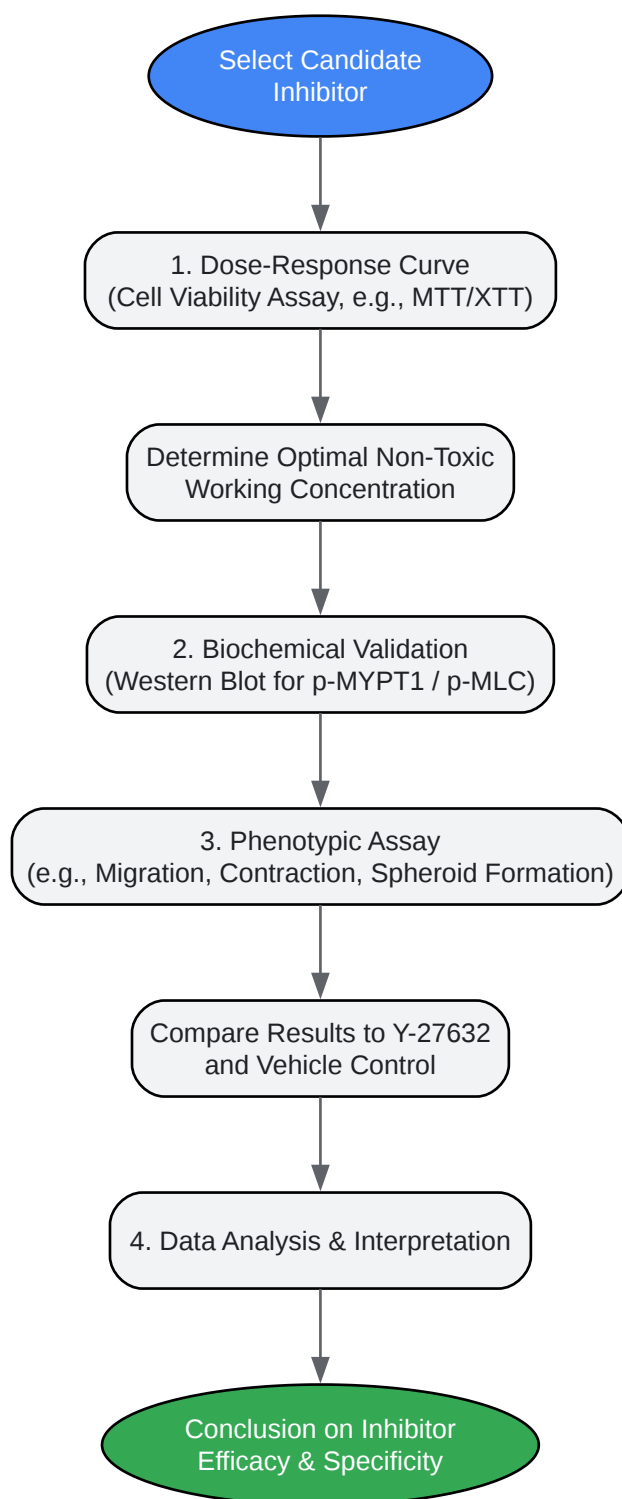 Select Candidate
Inhibitor
1. Dose-Response Curve
(Cell Viability Assay, e.g., MTT/XTT)
Determine Optimal Non-Toxic
Working Concentration
2. Biochemical Validation
(Western Blot for p-MYPT1 / p-MLC)
3. Phenotypic Assay
(e.g., Migration, Contraction, Spheroid Formation)
Compare Results to Y-27632
and Vehicle Control
4. Data Analysis & Interpretation
Conclusion on Inhibitor
Efficacy & Specificity